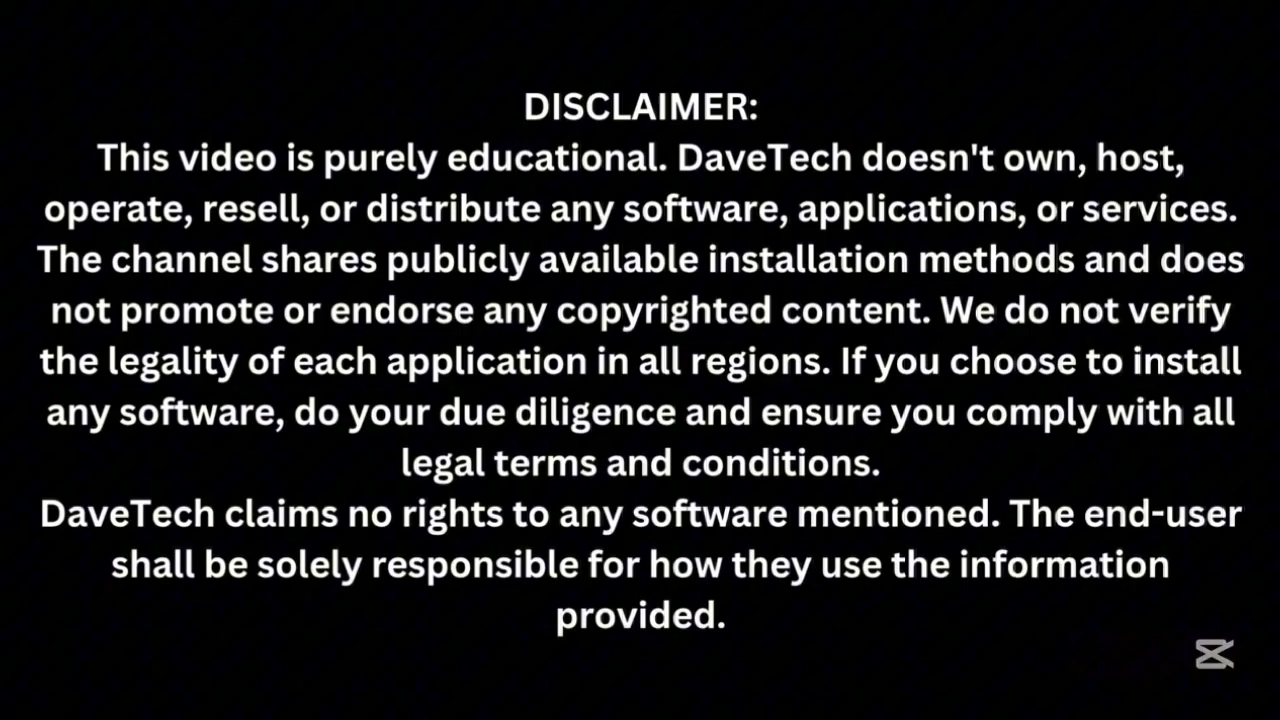 DISCLAIMER:
This video is purely educational. DaveTech doesn't own, host,
operate, resell, or distribute any software, applications, or services.
The channel shares publicly available installation methods and does
not promote or endorse any copyrighted content. We do not verify
the legality of each application in all regions. If you choose to install
any software, do your due diligence and ensure you comply with all
legal terms and conditions.
DaveTech claims no rights to any software mentioned. The end-user
shall be solely responsible for how they use the information
provided.